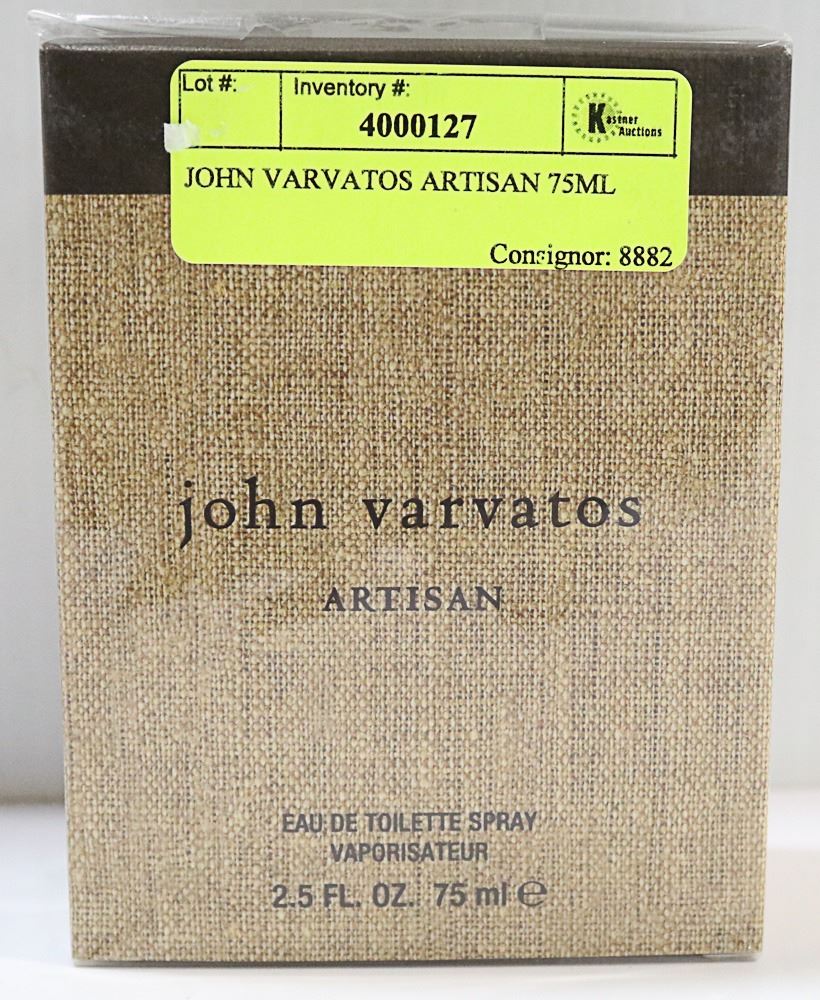 Lot #:
Inventory #:
4000127
Kastner
Auctions
JOHN VARVATOS ARTISAN 75ML
Consignor: 8882
john varvatos
ARTISAN
EAU DE TOILETTE SPRAY
VAPORISATEUR
2.5 FL. OZ. 75 ml ℮